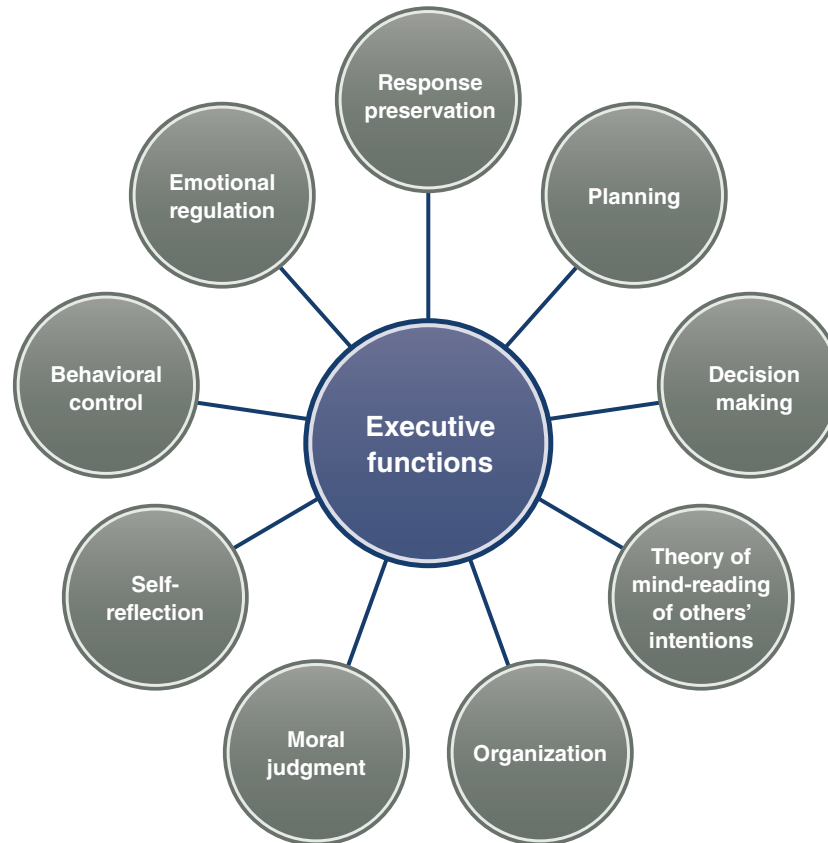 Response
preservation
Emotional
regulation
Planning
Behavioral
control
Decision
making
Executive
functions
Self-
reflection
Theory of
mind-reading
of others’
intentions
Moral
judgment
Organization